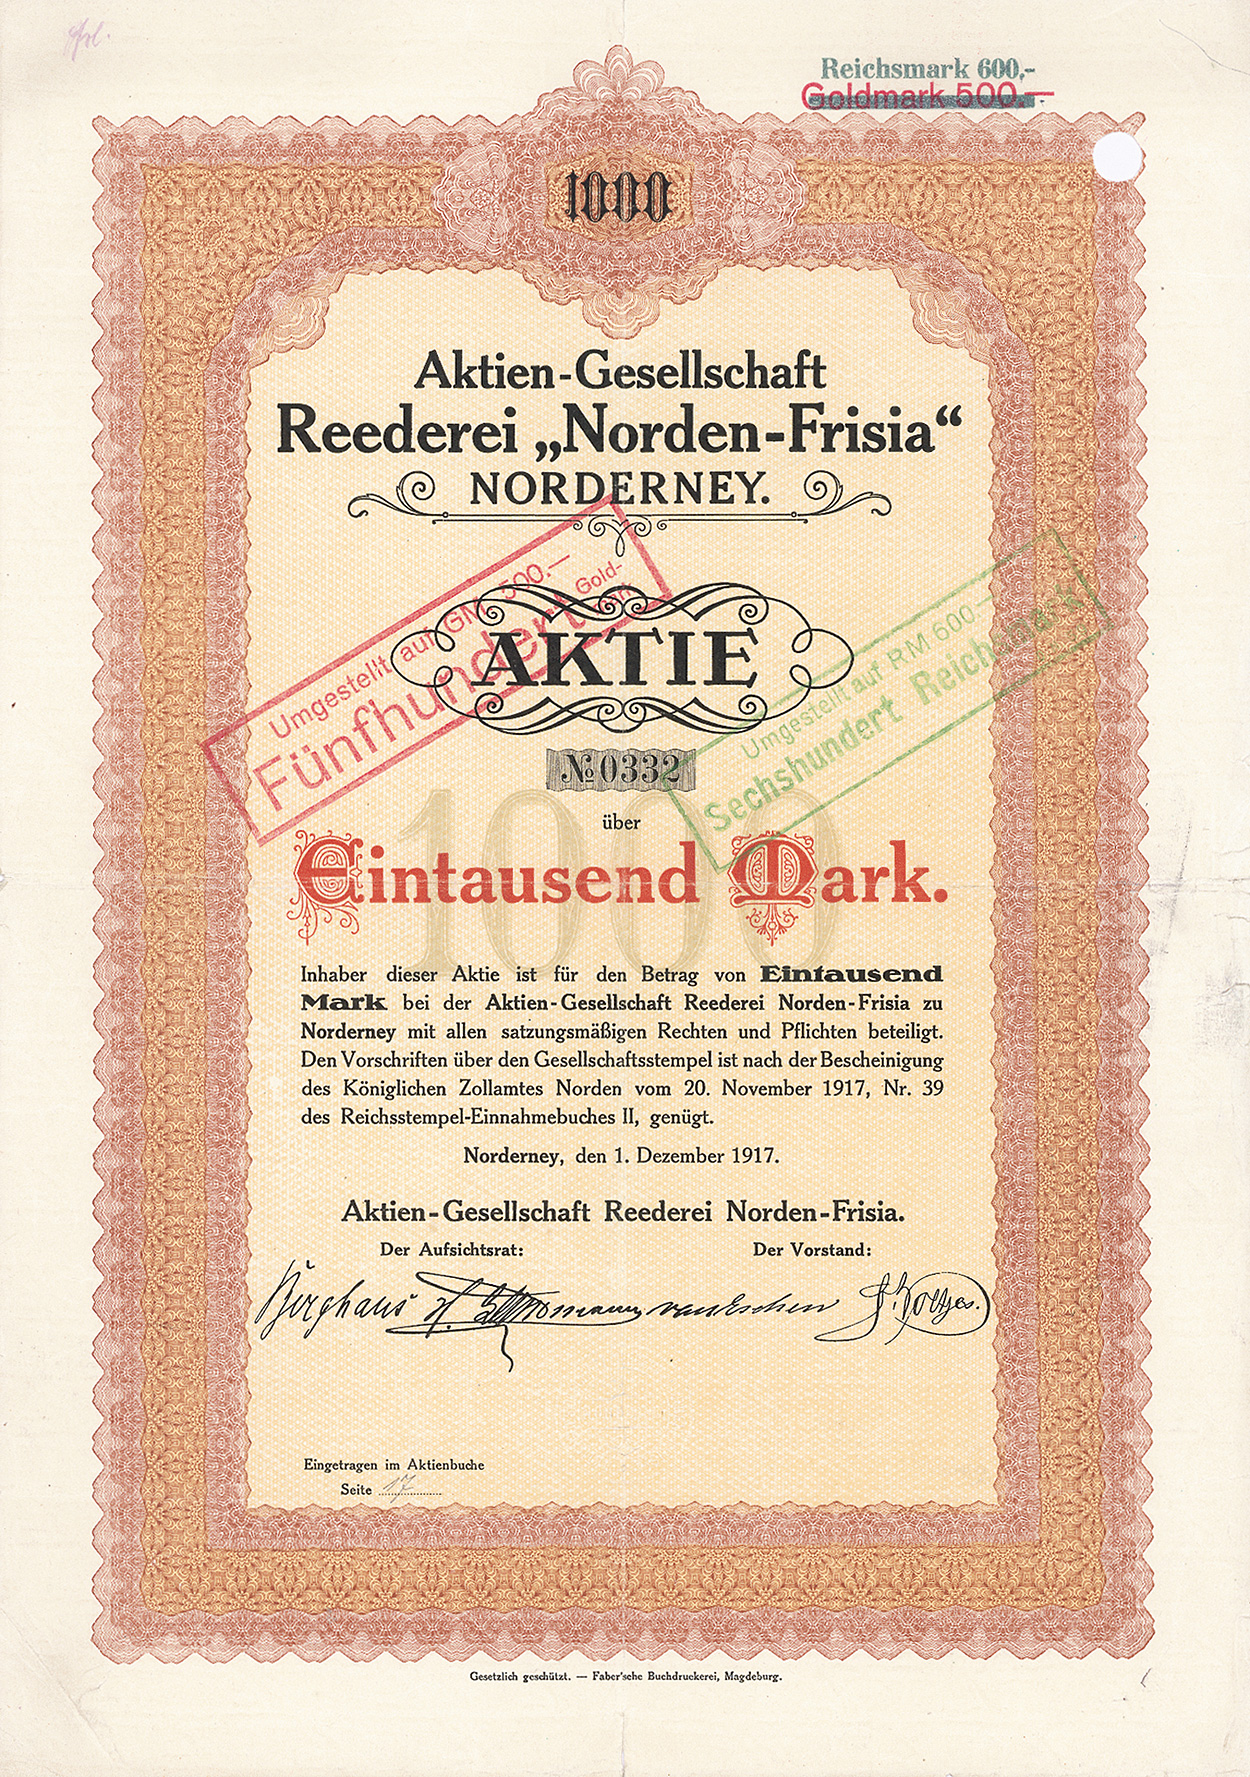 Reichsmark 600,-
Goldmark 500.—
1000
Aktien-Gesellschaft
Reederei „Norden-Frisia“
NORDERNEY.
Umgestellt auf GM 500.—
Fünfhundert Gold-
mark
AKTIE
Umgestellt auf RM 600.—
Sechshundert Reichsmark
№ 0332
1000
über
Eintausend Mark.
Inhaber dieser Aktie ist für den Betrag von Eintausend
Mark bei der Aktien-Gesellschaft Reederei Norden-Frisia zu
Norderney mit allen satzungsmäßigen Rechten und Pflichten beteiligt.
Den Vorschriften über den Gesellschaftsstempel ist nach der Bescheinigung
des Königlichen Zollamtes Norden vom 20. November 1917, Nr. 39
des Reichsstempel-Einnahmebuches II, genügt.
Norderney, den 1. Dezember 1917.
Aktien-Gesellschaft Reederei Norden-Frisia.
Der Aufsichtsrat: Der Vorstand:
Berghaus van Eschen
Eingetragen im Aktienbuche
Seite 17
Gesetzlich geschützt. — Faber'sche Buchdruckerei, Magdeburg.